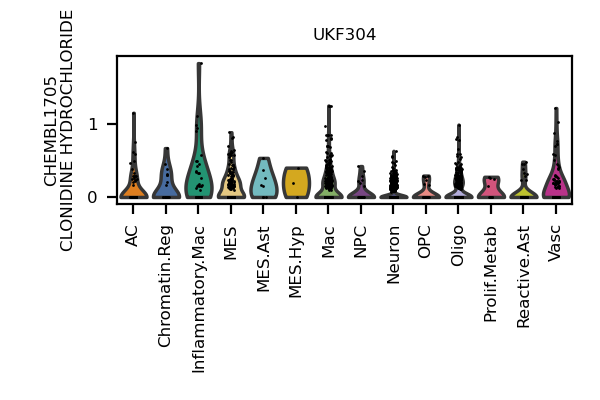 UKF304
CHEMBL1705
CLONIDINE HYDROCHLORIDE
1
0
AC
Chromatin.Reg
Inflammatory.Mac
MES
MES.Ast
MES.Hyp
Mac
NPC
Neuron
OPC
Oligo
Prolif.Metab
Reactive.Ast
Vasc